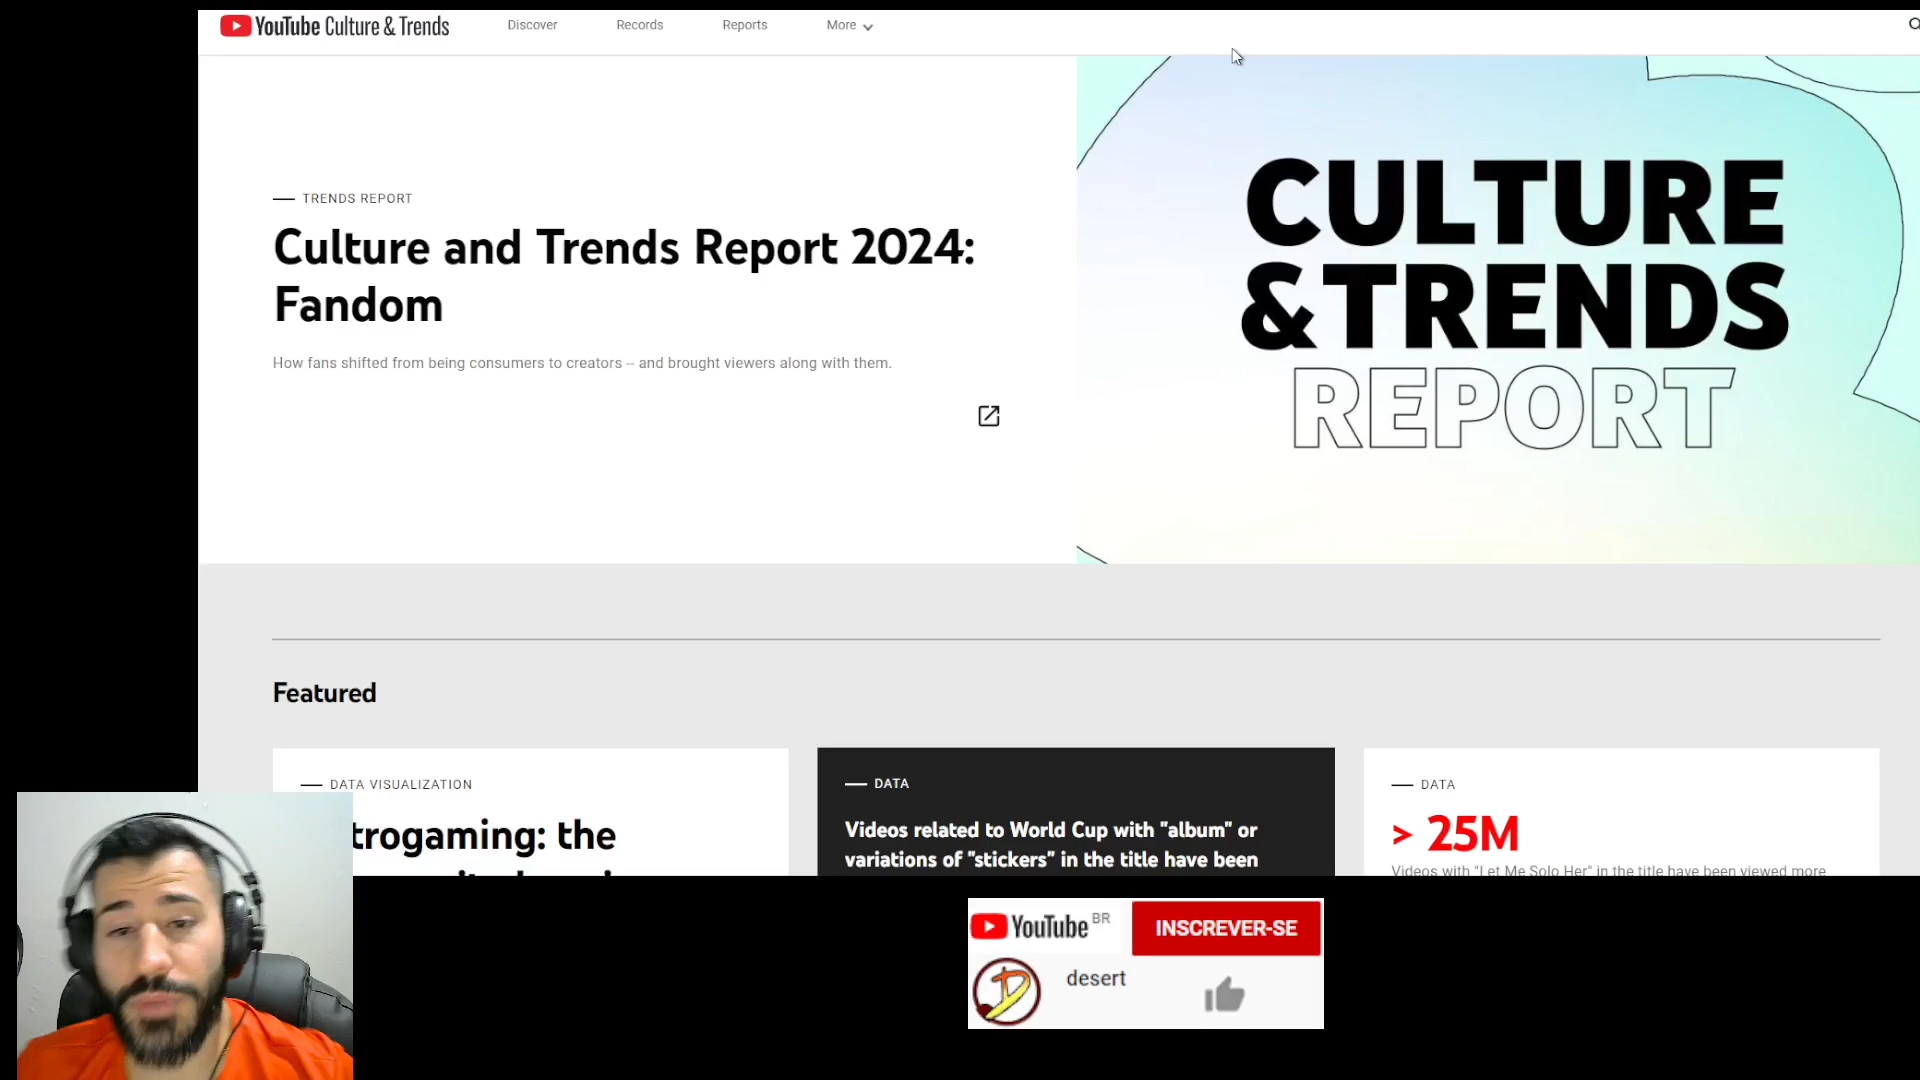 YouTube Culture & Trends Discover Records Reports More
TRENDS REPORT
Culture and Trends Report 2024:
Fandom
How fans shifted from being consumers to creators -- and brought viewers along with them.
CULTURE
&TRENDS
REPORT
Featured
DATA VISUALIZATION
trogaming: the
DATA
Videos related to World Cup with "album" or
variations of "stickers" in the title have been
DATA
> 25M
Videos with "Let Me Solo Her" in the title have been viewed more
YouTube BR
INSCREVER-SE
desert